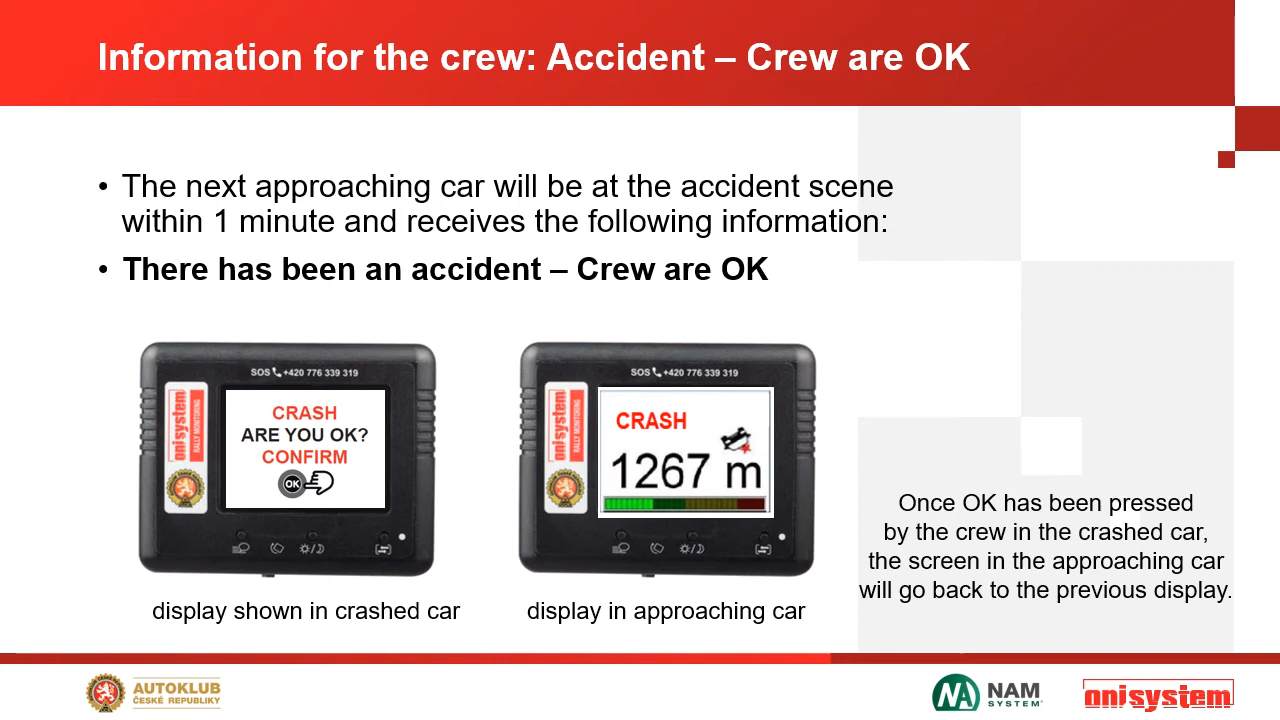 Information for the crew: Accident – Crew are OK
• The next approaching car will be at the accident scene
within 1 minute and receives the following information:
• There has been an accident – Crew are OK
SOS +420 776 339 319
onisystem
RALLY MONITORING
CRASH
ARE YOU OK?
CONFIRM
OK
display shown in crashed car
SOS +420 776 339 319
onisystem
RALLY MONITORING
CRASH
1267 m
display in approaching car
Once OK has been pressed
by the crew in the crashed car,
the screen in the approaching car
will go back to the previous display.
AUTOKLUB
ČESKÉ REPUBLIKY
NAM
SYSTEM
onisystem